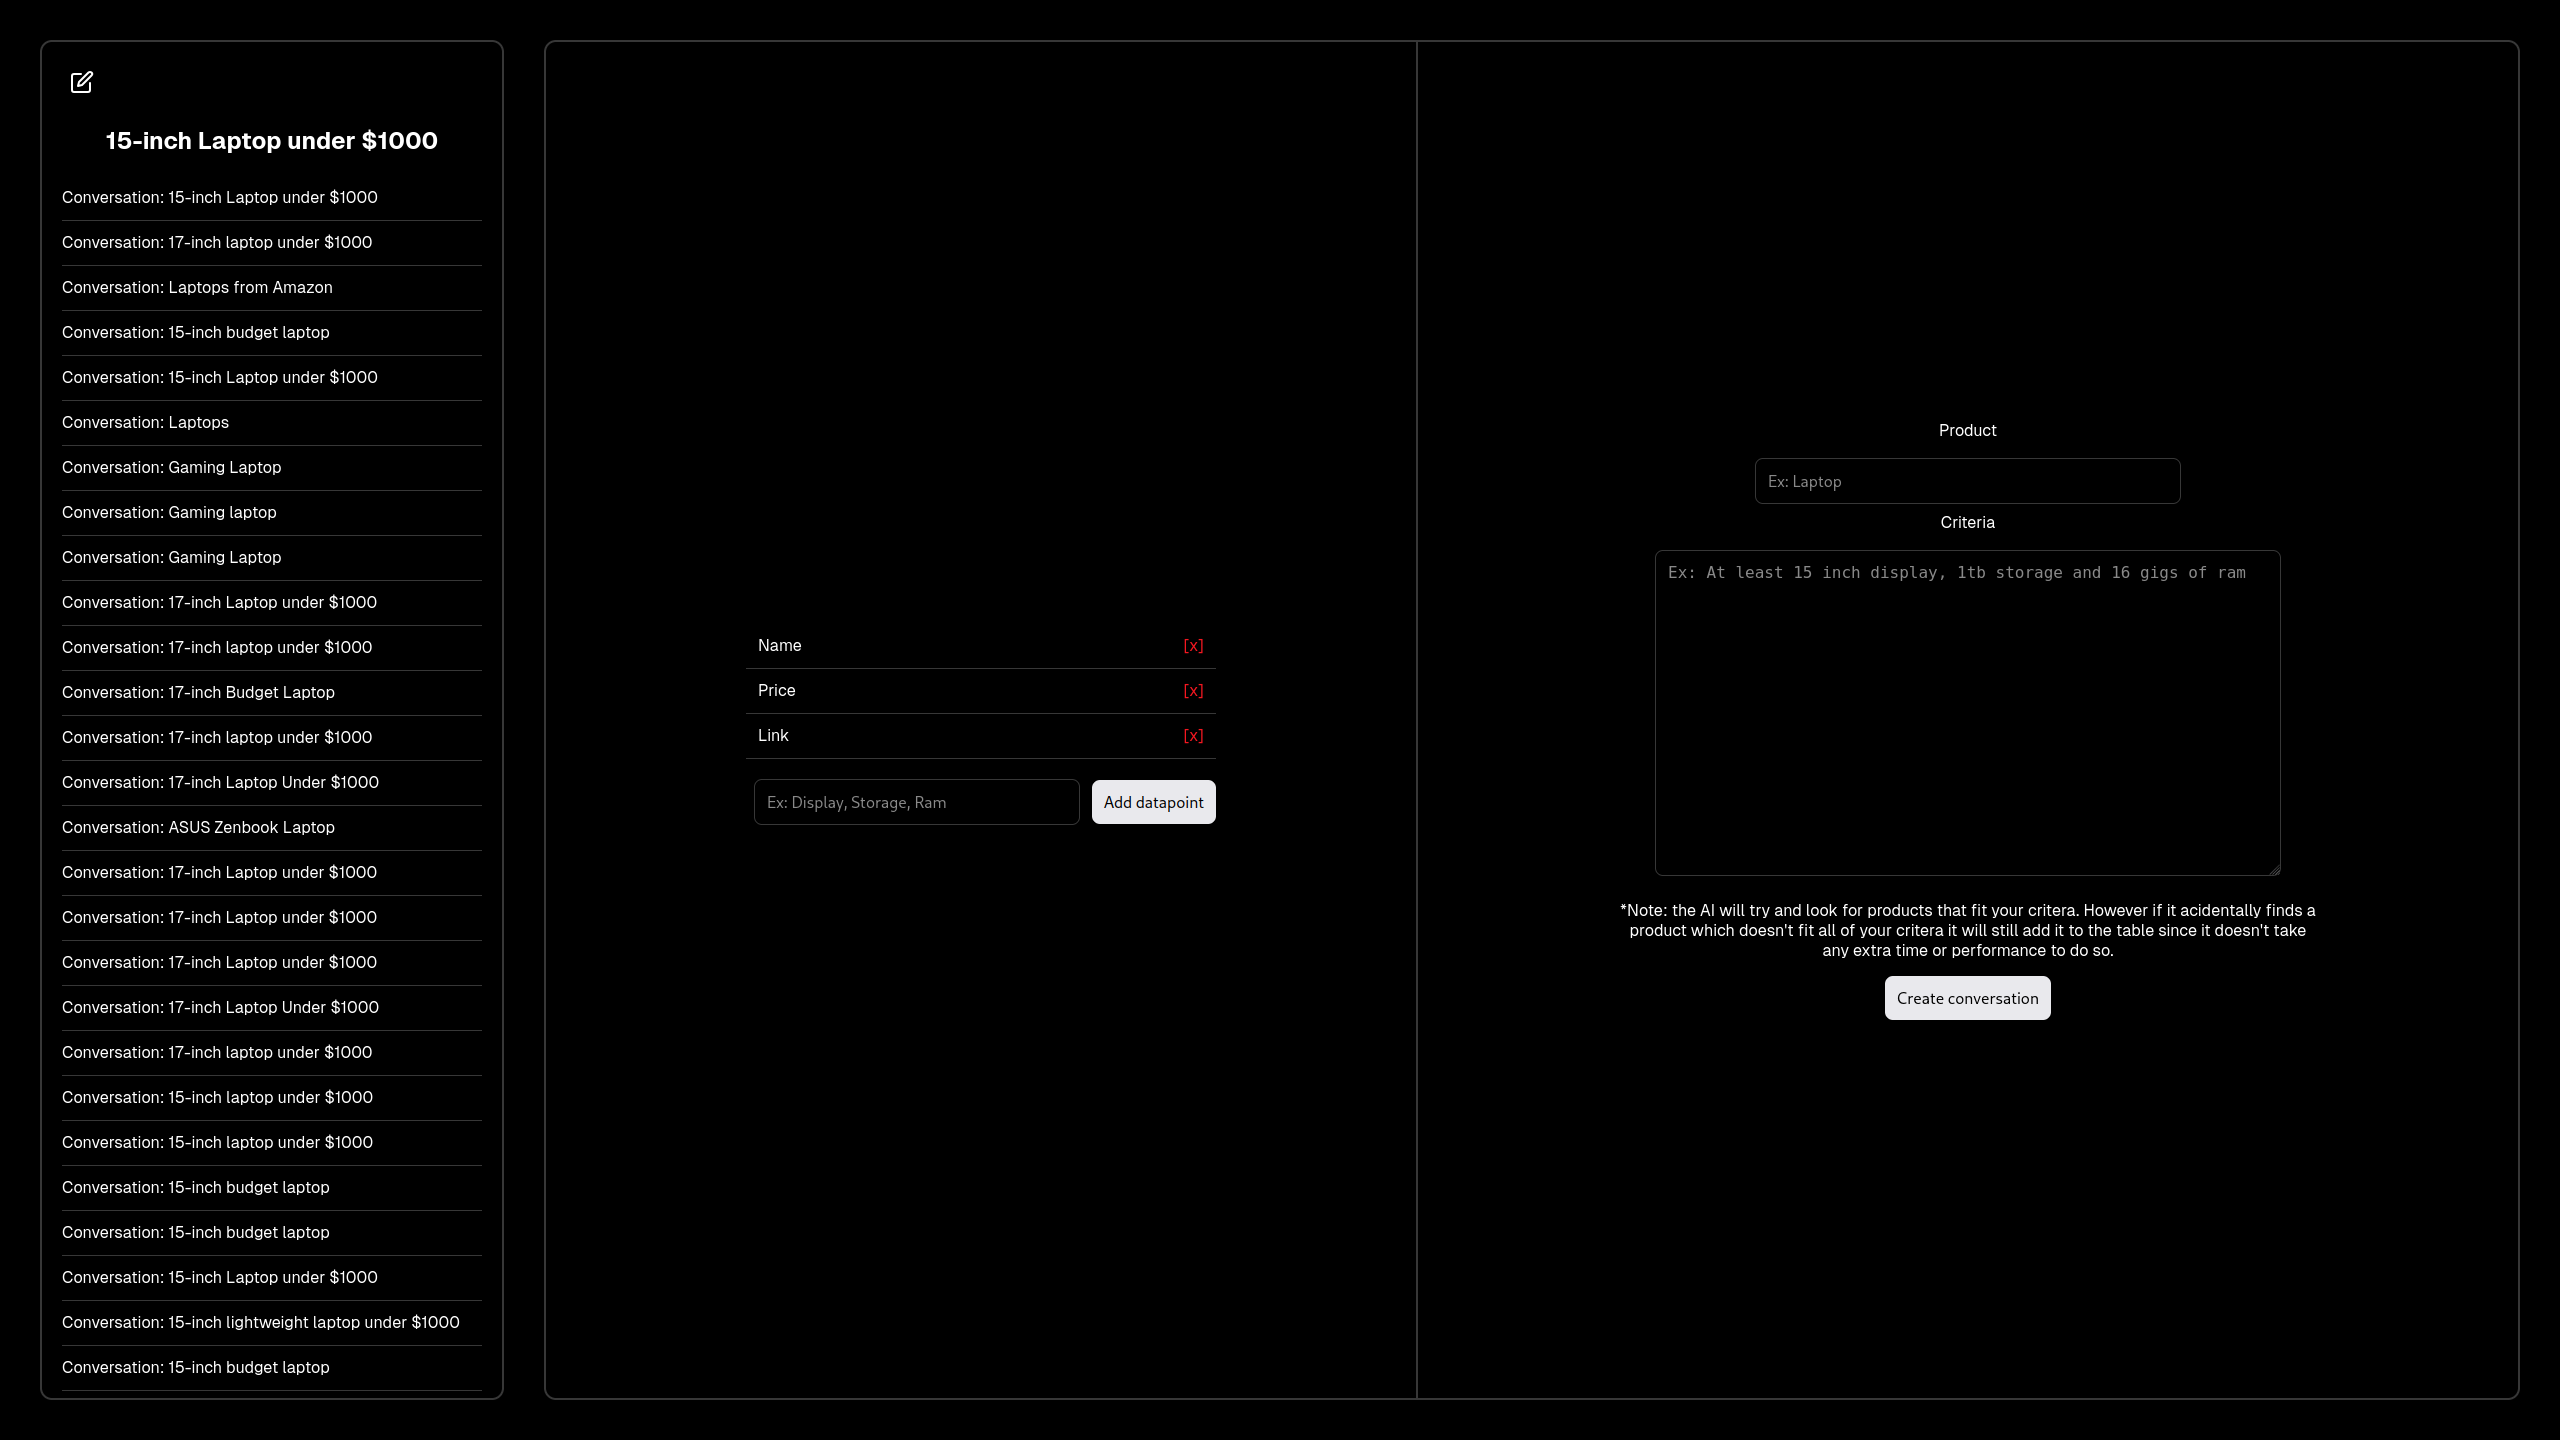 15-inch Laptop under $1000
Conversation: 15-inch Laptop under $1000
Conversation: 17-inch laptop under $1000
Conversation: Laptops from Amazon
Conversation: 15-inch budget laptop
Conversation: 15-inch Laptop under $1000
Conversation: Laptops
Conversation: Gaming Laptop
Conversation: Gaming laptop
Conversation: Gaming Laptop
Conversation: 17-inch Laptop under $1000
Conversation: 17-inch laptop under $1000
Conversation: 17-inch Budget Laptop
Conversation: 17-inch laptop under $1000
Conversation: 17-inch Laptop Under $1000
Conversation: ASUS Zenbook Laptop
Conversation: 17-inch Laptop under $1000
Conversation: 17-inch Laptop under $1000
Conversation: 17-inch Laptop under $1000
Conversation: 17-inch Laptop Under $1000
Conversation: 17-inch laptop under $1000
Conversation: 15-inch laptop under $1000
Conversation: 15-inch laptop under $1000
Conversation: 15-inch budget laptop
Conversation: 15-inch budget laptop
Conversation: 15-inch Laptop under $1000
Conversation: 15-inch lightweight laptop under $1000
Conversation: 15-inch budget laptop
Name [x]
Price [x]
Link [x]
Ex: Display, Storage, Ram Add datapoint
Product
Ex: Laptop
Criteria
Ex: At least 15 inch display, 1tb storage and 16 gigs of ram
*Note: the AI will try and look for products that fit your critera. However if it acidentally finds a
product which doesn't fit all of your critera it will still add it to the table since it doesn't take
any extra time or performance to do so.
Create conversation